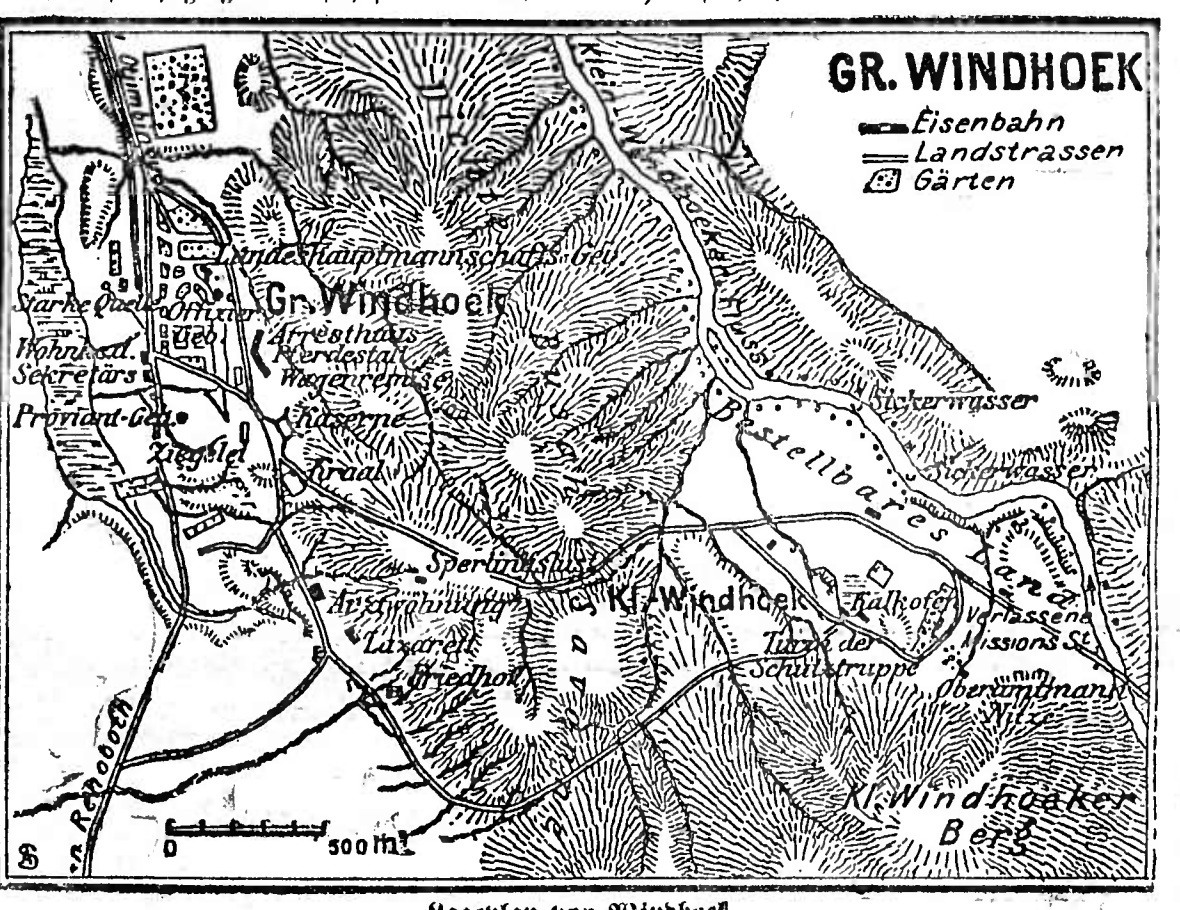 GR. WINDHOEK
Eisenbahn
Landstrassen
Gärten
Landeshauptmannschafts Geb
Starke Quelle
Offizier
Geb
Gr. Windhoek
Arresthaus
Pferdestall
Wagenremise
Wohnh. d.
Sekretärs
Proviant-Geb.
Kaserne
Ziegelei
Kraal
Sickerwasser
Sickerwasser
Bestellbares Land
Sperlingslust
Arztwohnung
Kl.-Windhoek
Kalkofen
Lazarett
Friedhof
Turm der
Schutztruppe
Verlassene
Missions St.
Oberamtmann
Nitze
Kl. Windhoeker
Berg
n. Rehoboth
0 500 m